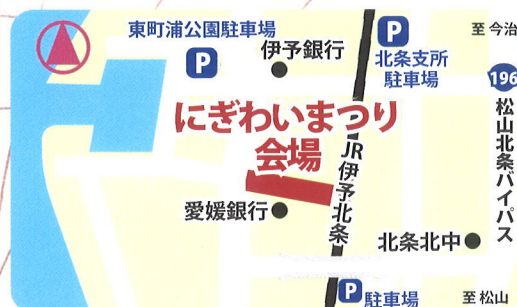 東町浦公園駐車場
P
伊予銀行
P
北条支所
駐車場
至 今治
196
松山北条バイパス
にぎわいまつり
会場
JR伊予北条
愛媛銀行
北条北中
P
駐車場
至 松山